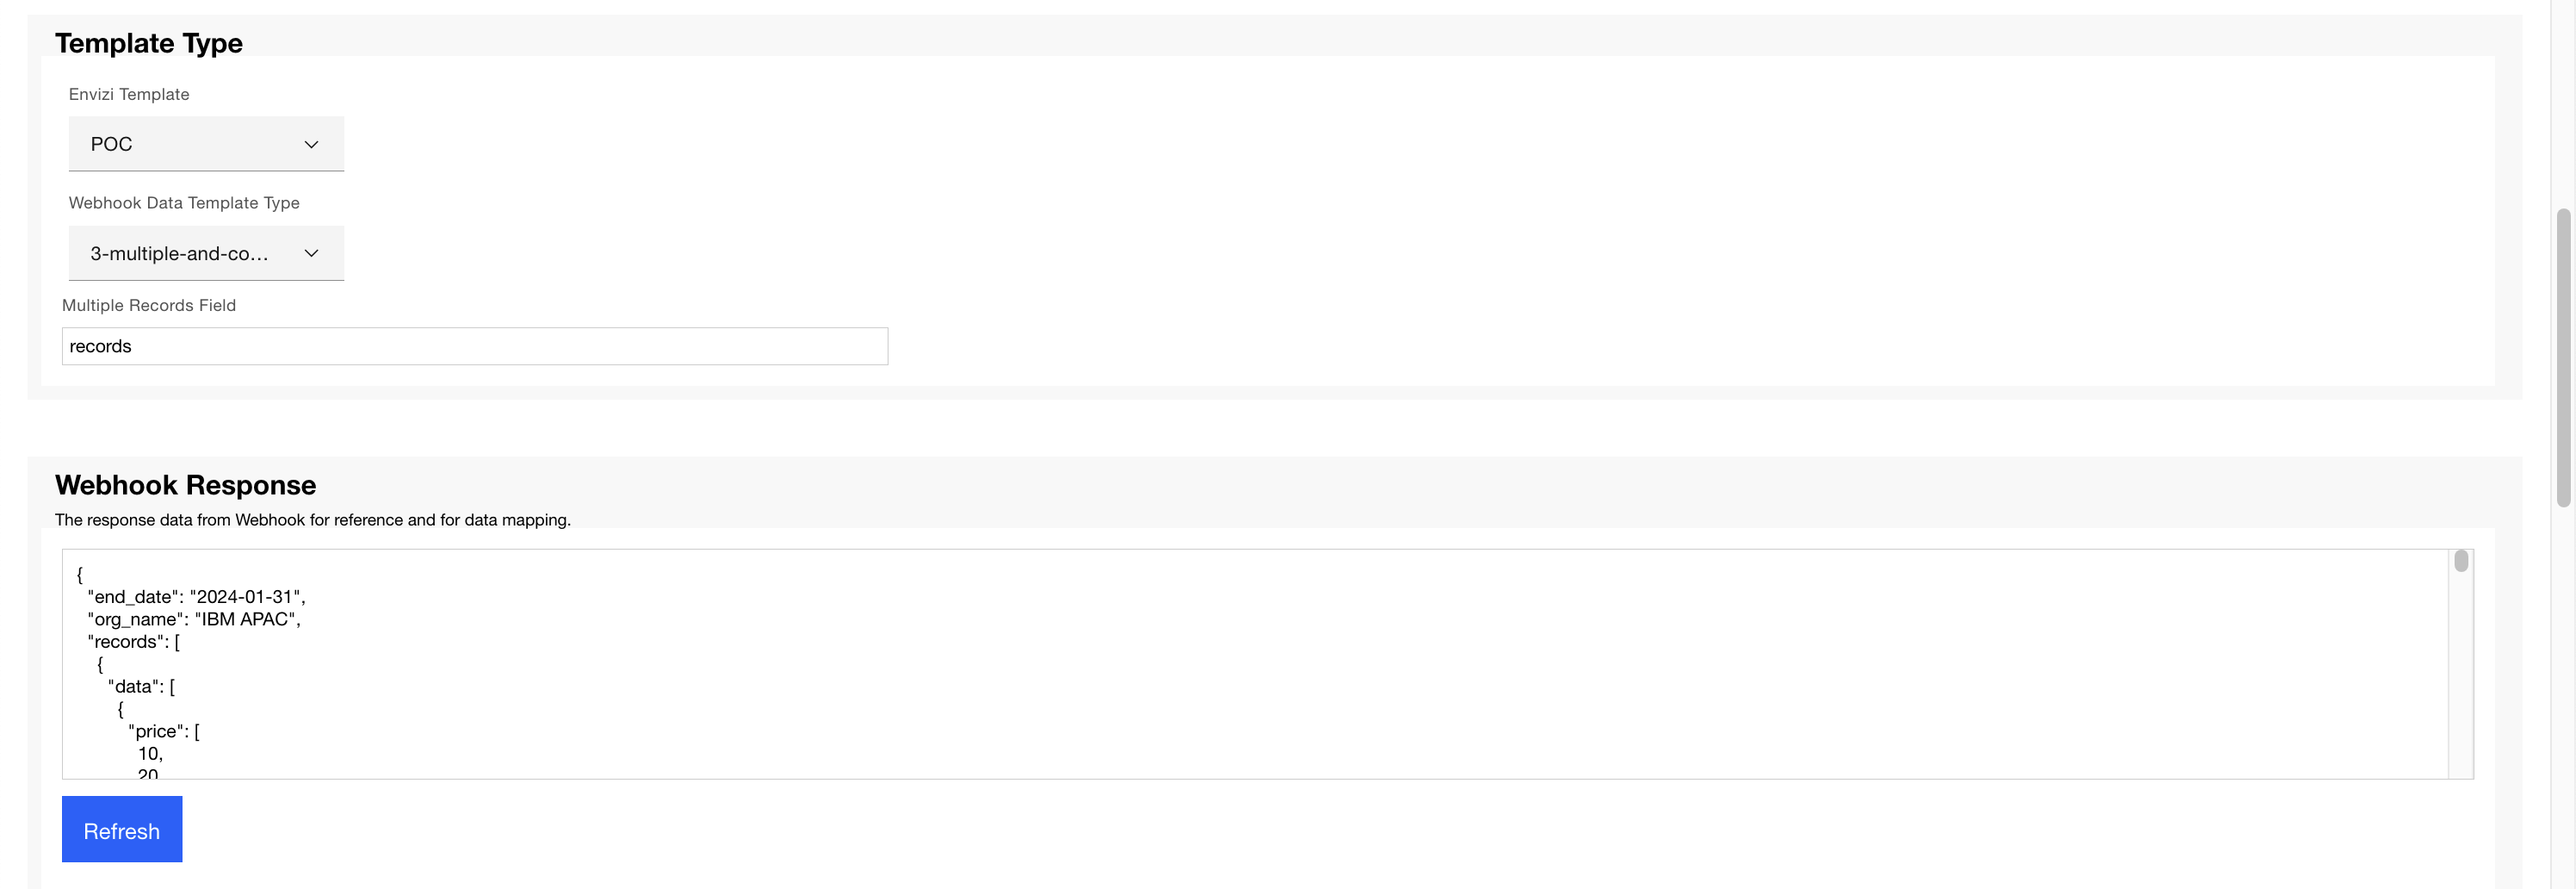 Template Type
Envizi Template
POC
Webhook Data Template Type
3-multiple-and-co...
Multiple Records Field
records
Webhook Response
The response data from Webhook for reference and for data mapping.
{
"end_date": "2024-01-31",
"org_name": "IBM APAC",
"records": [
{
"data": [
{
"price": [
10,
20
Refresh